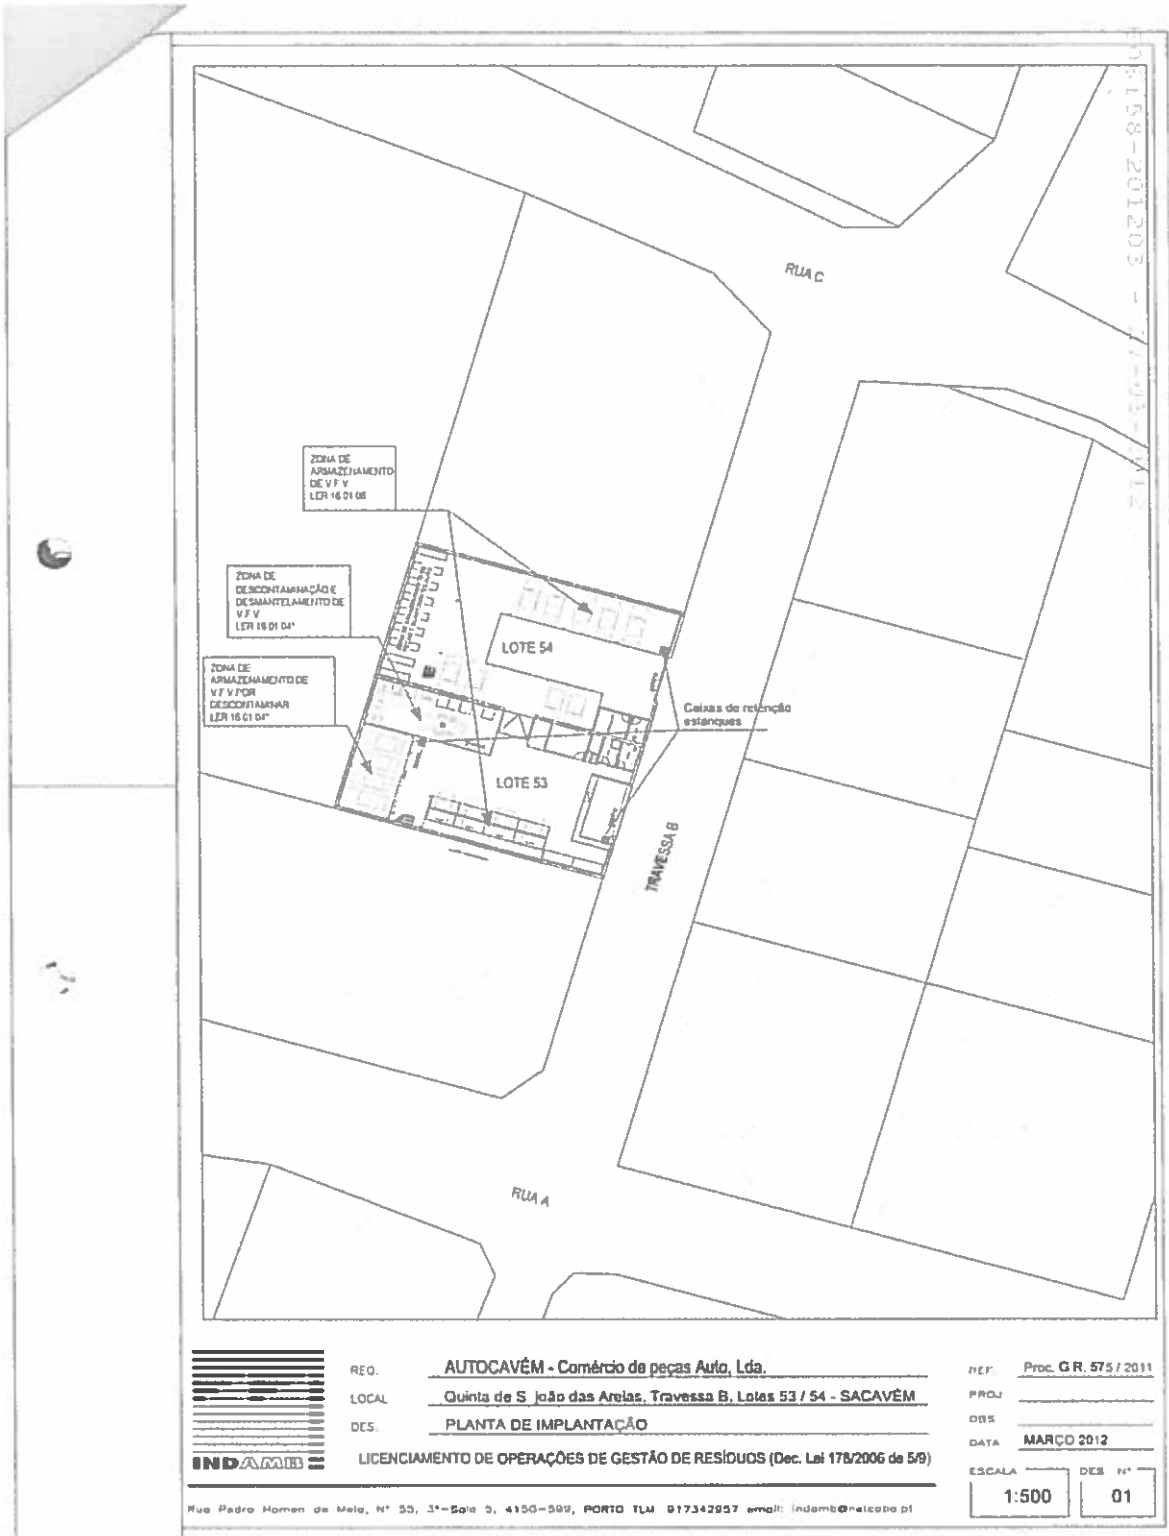 RUA C
ZONA DE
ARMAZENAMENTO
DE V F V
LER 16 01 06
ZONA DE
DESCONTAMINAÇÃO E
DESMANTELAMENTO DE
V F V
LER 16 01 04*
ZONA DE
ARMAZENAMENTO DE
V F V POR
DESCONTAMINAR
LER 16 01 04*
LOTE 54
Caixas de retenção
estanques
LOTE 53
TRAVESSA B
RUA A
REQ. AUTOCAVÉM - Comércio de peças Auto, Lda.
LOCAL Quinta de S João das Areias, Travessa B, Lotes 53 / 54 - SACAVÉM
DES. PLANTA DE IMPLANTAÇÃO
LICENCIAMENTO DE OPERAÇÕES DE GESTÃO DE RESÍDUOS (Dec. Lei 178/2006 de 5/9)
INDAMB
REF. Proc. G R. 575 / 2011
PROJ
OBS
DATA MARÇO 2012
ESCALA
1:500
DES Nº
01
Rua Pedro Homem de Melo, Nº 55, 3º-Sala 5, 4150-599, PORTO TLM 917342957 email: indamb@netcabo.pt